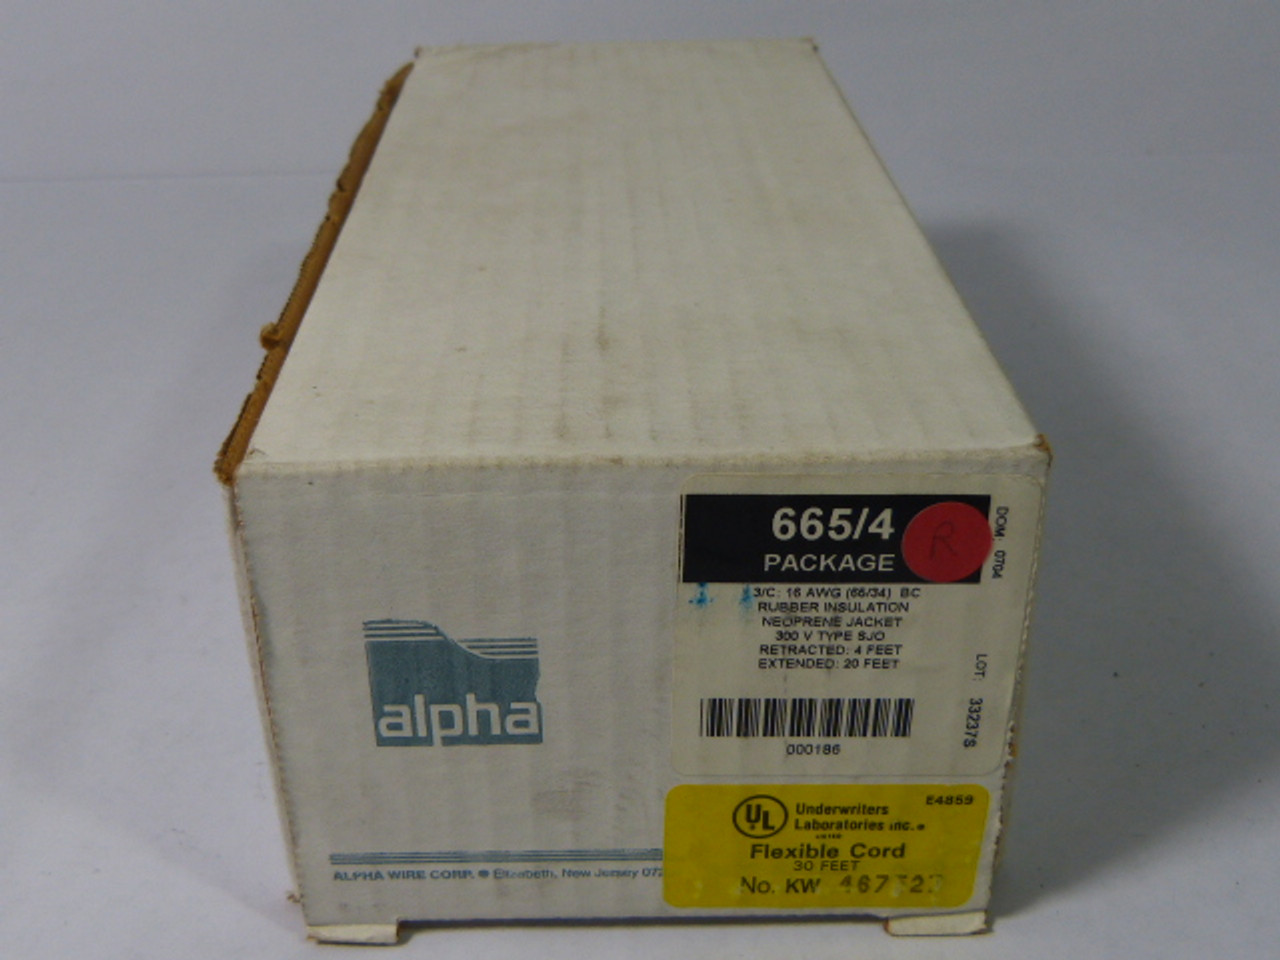 665/4
PACKAGE
R
DOM: 0704
3/C: 16 AWG (65/34) BC
RUBBER INSULATION
NEOPRENE JACKET
300 V TYPE SJO
RETRACTED: 4 FEET
EXTENDED: 20 FEET
LOT: 33237S
000186
alpha
ALPHA WIRE CORP. ● Elizabeth, New Jersey
UL
Underwriters
Laboratories inc.®
LISTED
E4859
Flexible Cord
30 FEET
No. KW